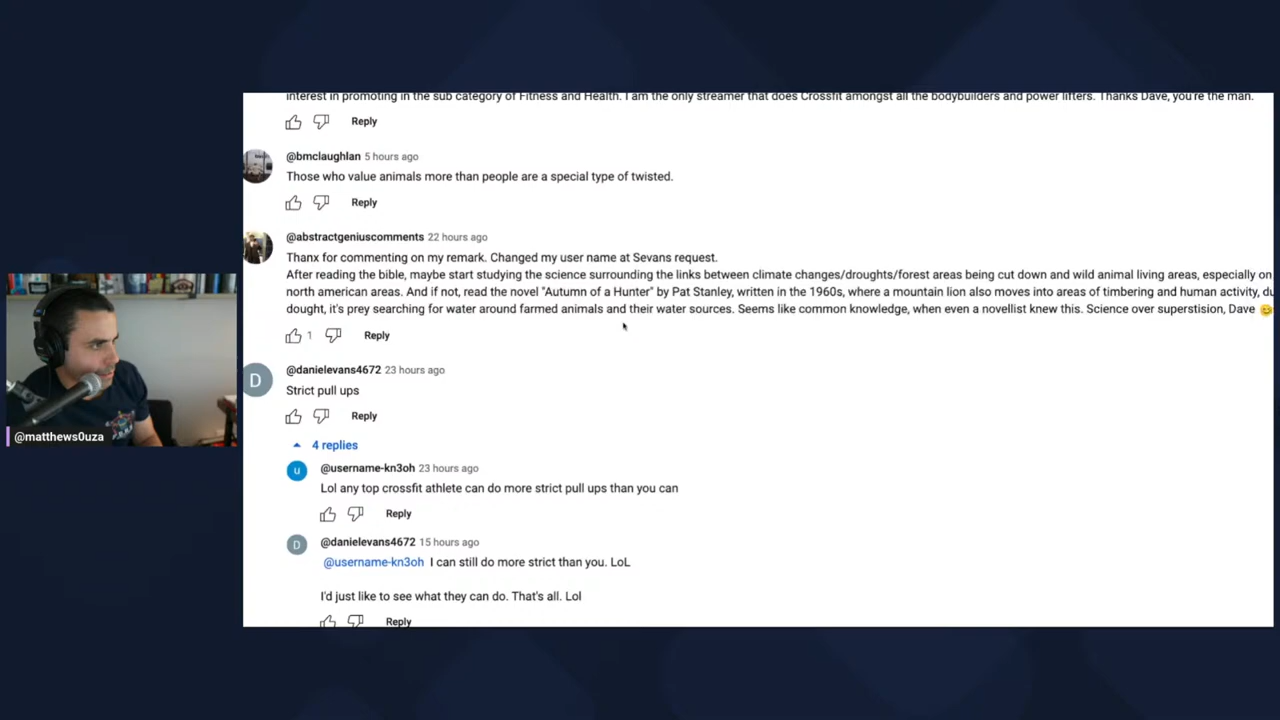 interest in promoting in the sub category of Fitness and Health. I am the only streamer that does Crossfit amongst all the bodybuilders and power lifters. Thanks Dave, you're the man.
Reply
@bmclaughlan 5 hours ago
Those who value animals more than people are a special type of twisted.
Reply
@abstractgeniuscomments 22 hours ago
Thanx for commenting on my remark. Changed my user name at Sevans request.
After reading the bible, maybe start studying the science surrounding the links between climate changes/droughts/forest areas being cut down and wild animal living areas, especially on
north american areas. And if not, read the novel "Autumn of a Hunter" by Pat Stanley, written in the 1960s, where a mountain lion also moves into areas of timbering and human activity, du
dought, it's prey searching for water around farmed animals and their water sources. Seems like common knowledge, when even a novellist knew this. Science over superstision, Dave 😊
1 Reply
D @danielevans4672 23 hours ago
Strict pull ups
Reply
4 replies
u @username-kn3oh 23 hours ago
Lol any top crossfit athlete can do more strict pull ups than you can
Reply
D @danielevans4672 15 hours ago
@username-kn3oh I can still do more strict than you. LoL
I'd just like to see what they can do. That's all. Lol
Reply
@matthews0uza